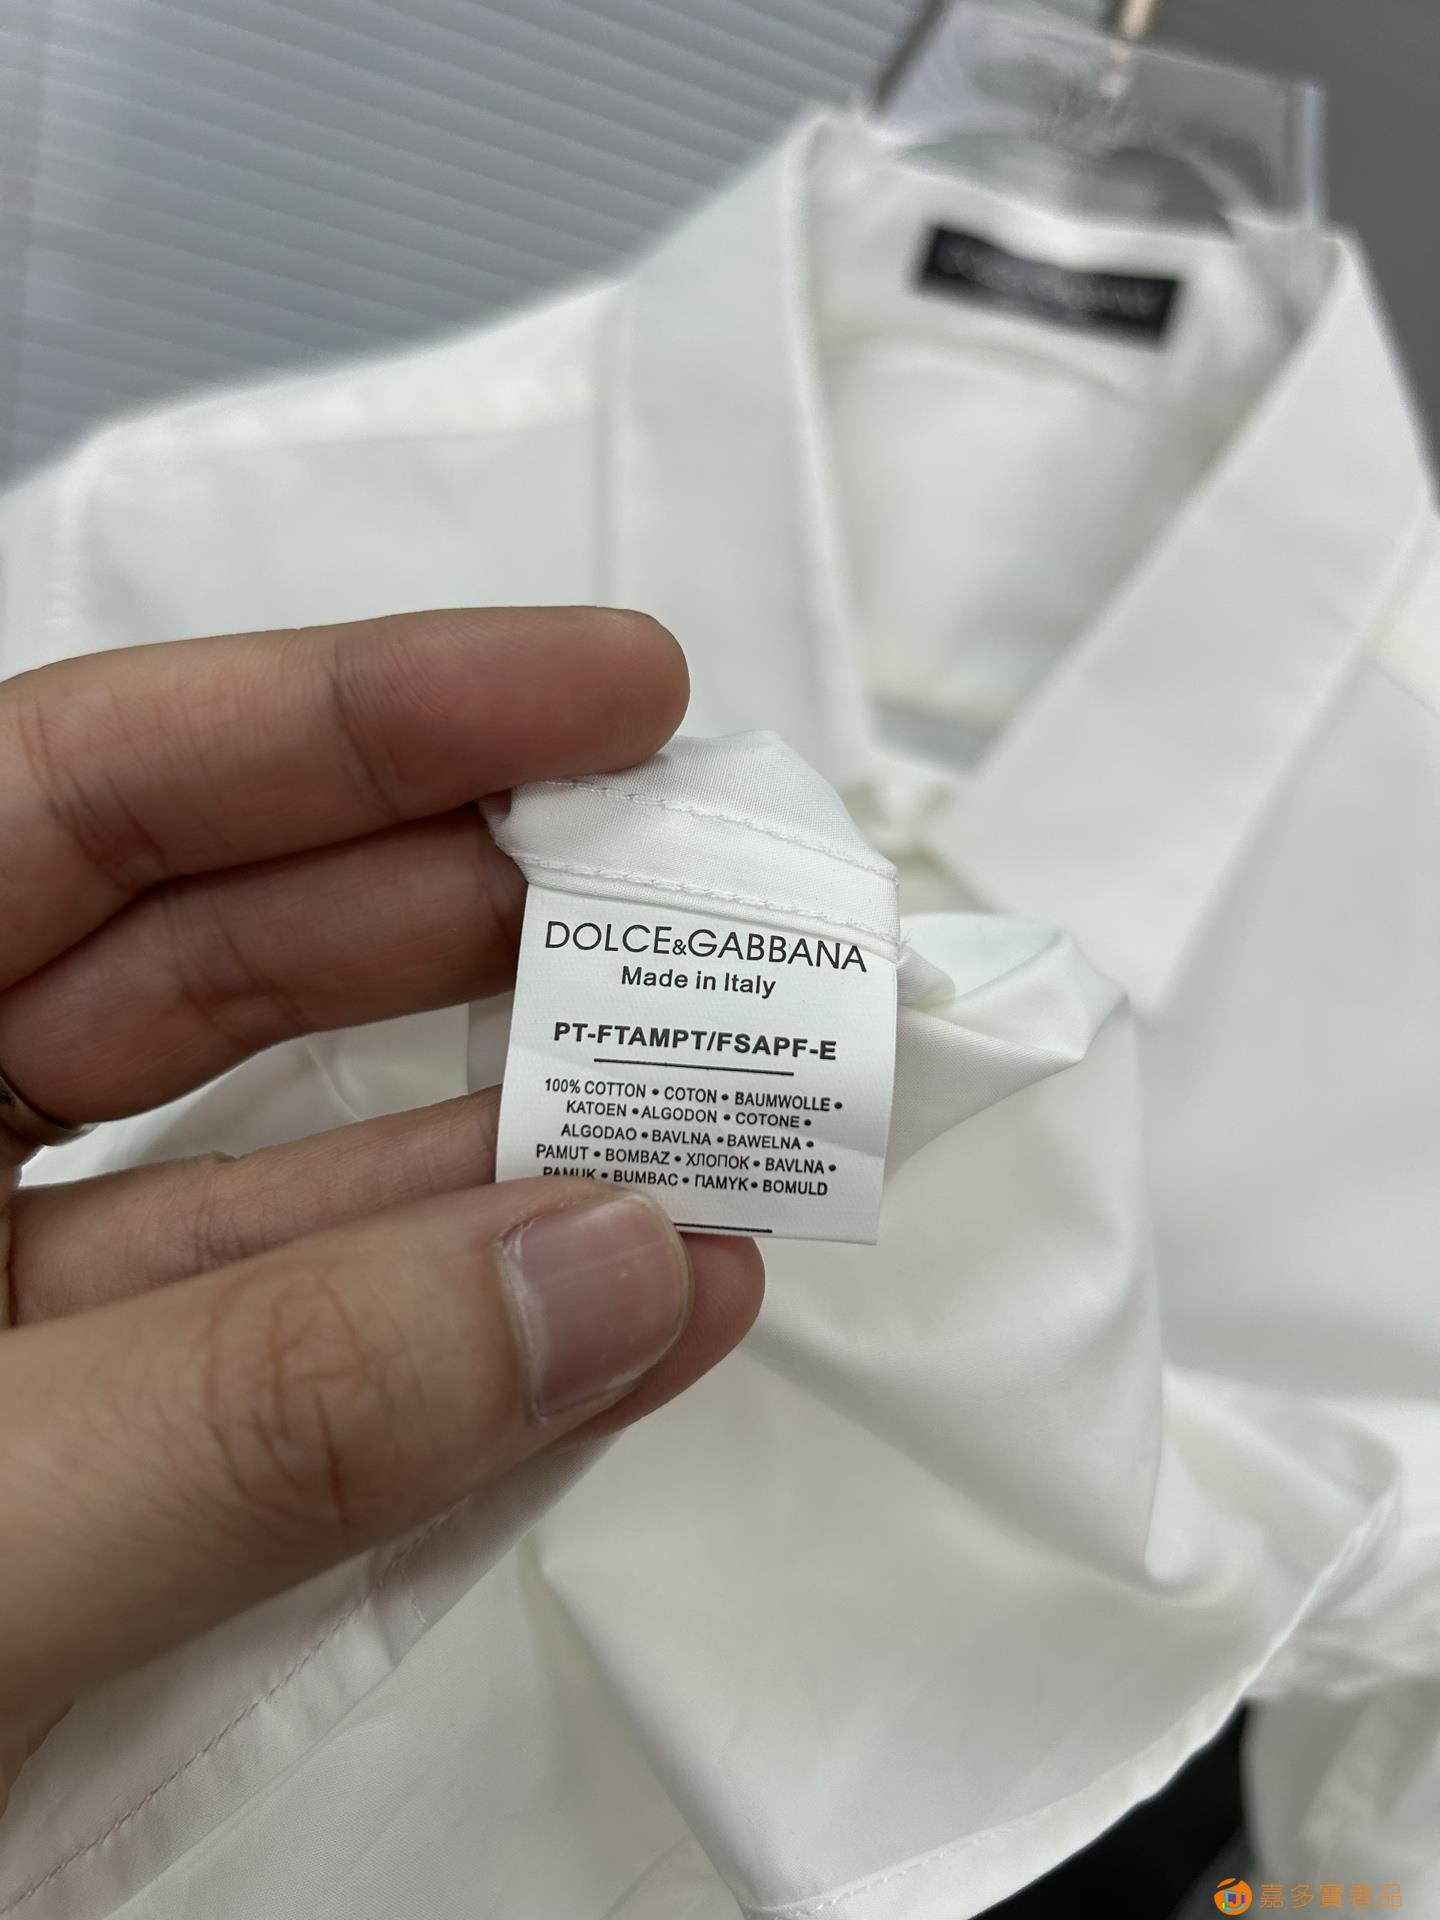 DOLCE&GABBANA
Made in Italy
PT-FTAMPT/FSAPF-E
100% COTTON • COTON • BAUMWOLLE •
KATOEN • ALGODON • COTONE •
ALGODAO • BAVLNA • BAWELNA •
PAMUT • BOMBAZ • ХЛОПОК • BAVLNA •
PAMUK • BUMBAC • ПАМУК • BOMULD
嘉多寶奢品